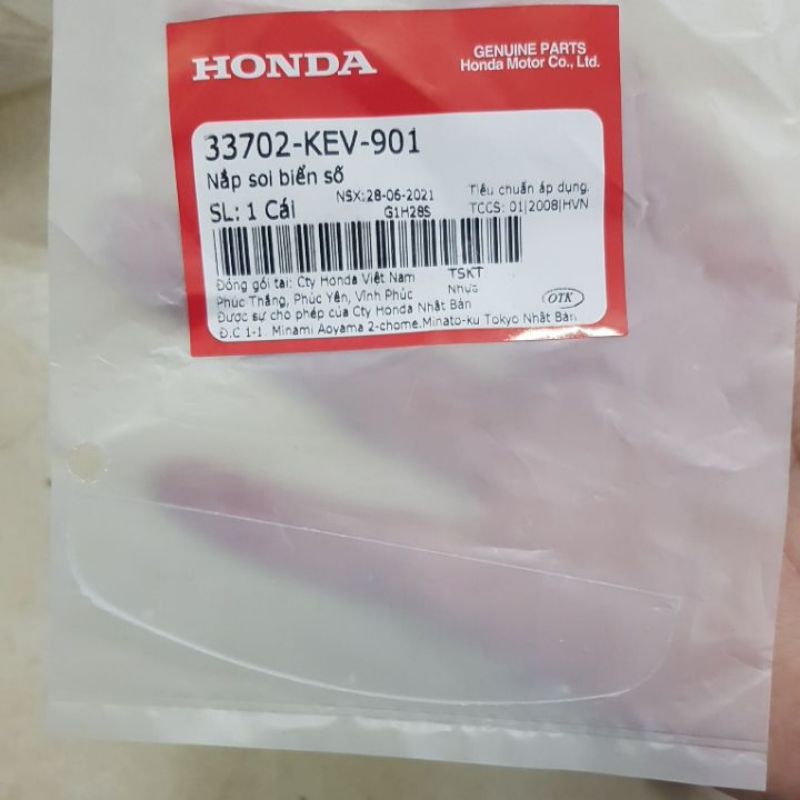 HONDA
GENUINE PARTS
Honda Motor Co., Ltd.
33702-KEV-901
Nắp soi biển số
NSX:28-06-2021
Tiêu chuẩn áp dụng.
SL: 1 Cái
G1H28S
TCCS: 01|2008|HVN
Đóng gói tại: Cty Honda Việt Nam
TSKT
Phúc Thắng, Phúc Yên, Vĩnh Phúc
Nhựa
Được sự cho phép của Cty Honda Nhật Bản
OTK
Đ.C 1-1, Minami Aoyama 2-chome.Minato-ku Tokyo Nhật Bản